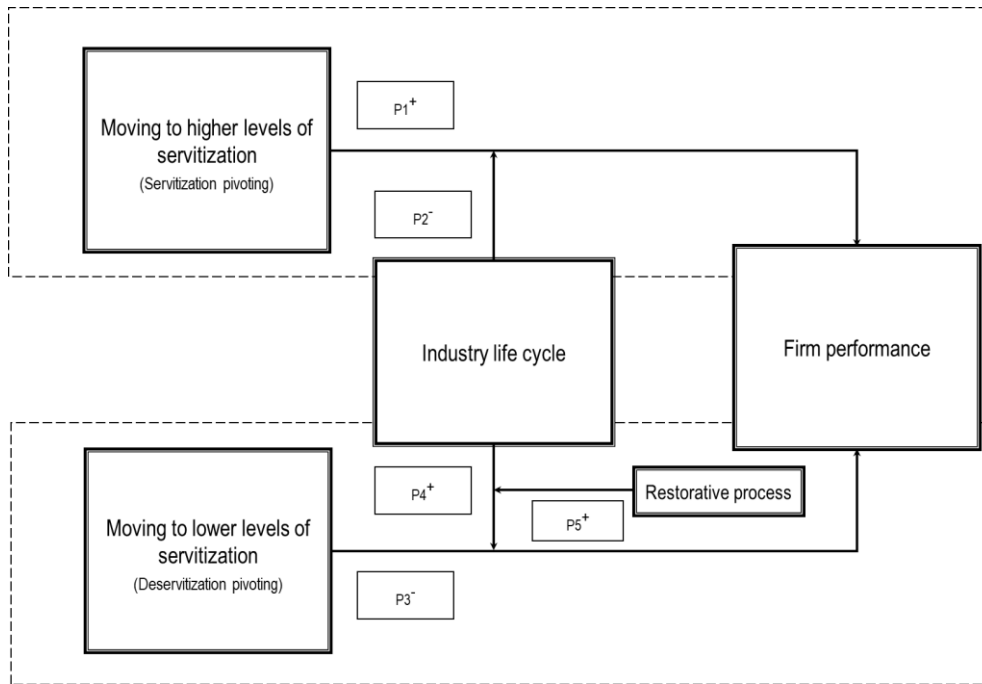 P1+
Moving to higher levels of
servitization
(Servitization pivoting)
P2-
Industry life cycle
Firm performance
P4+
Restorative process
P5+
Moving to lower levels of
servitization
(Deservitization pivoting)
P3-